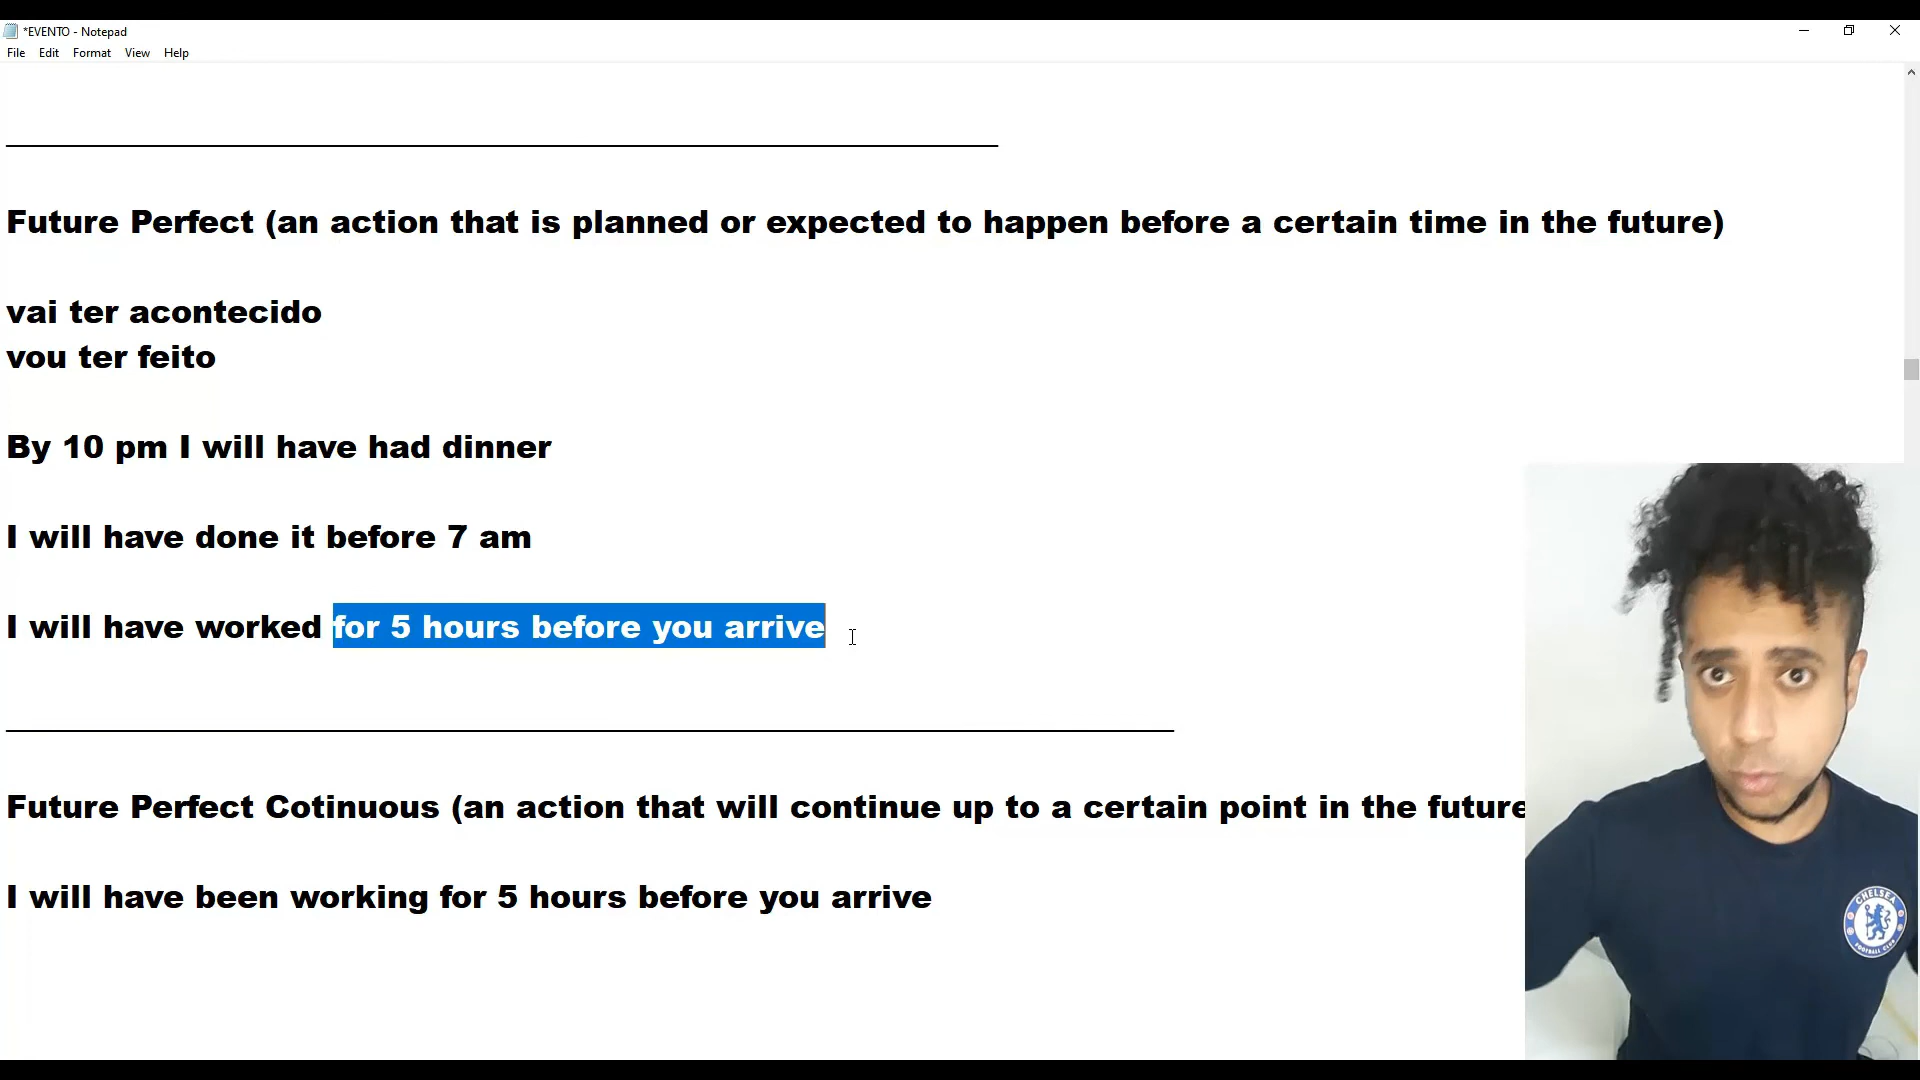 *EVENTO - Notepad
File Edit Format View Help
Future Perfect (an action that is planned or expected to happen before a certain time in the future)
vai ter acontecido
vou ter feito
By 10 pm I will have had dinner
I will have done it before 7 am
I will have worked for 5 hours before you arrive
Future Perfect Cotinuous (an action that will continue up to a certain point in the future
I will have been working for 5 hours before you arrive
CHELSEA
FOOTBALL CLUB